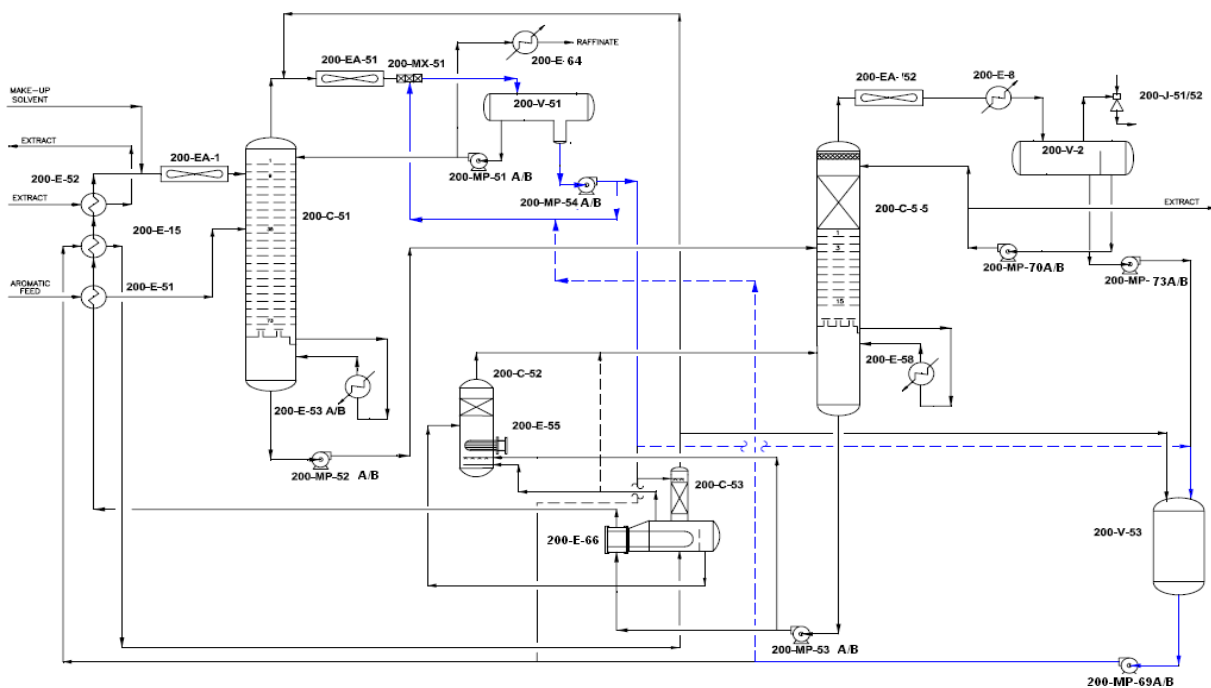 200-EA-51
200-MX-51
RAFFINATE
200-E-64
200-EA-'52
200-E-8
200-J-51/52
MAKE-UP
SOLVENT
200-V-51
EXTRACT
200-EA-1
200-V-2
200-E-52
200-MP-51 A/B
EXTRACT
200-MP-54 A/B
200-C-51
200-C-5-5
EXTRACT
1
38
1
200-E-15
200-MP-70A/B
200-MP-73A/B
AROMATIC
FEED
200-E-51
15
200-C-52
200-E-58
200-E-53 A/B
200-E-55
200-MP-52 A/B
200-C-53
200-E-66
200-V-53
200-MP-53 A/B
200-MP-69A/B